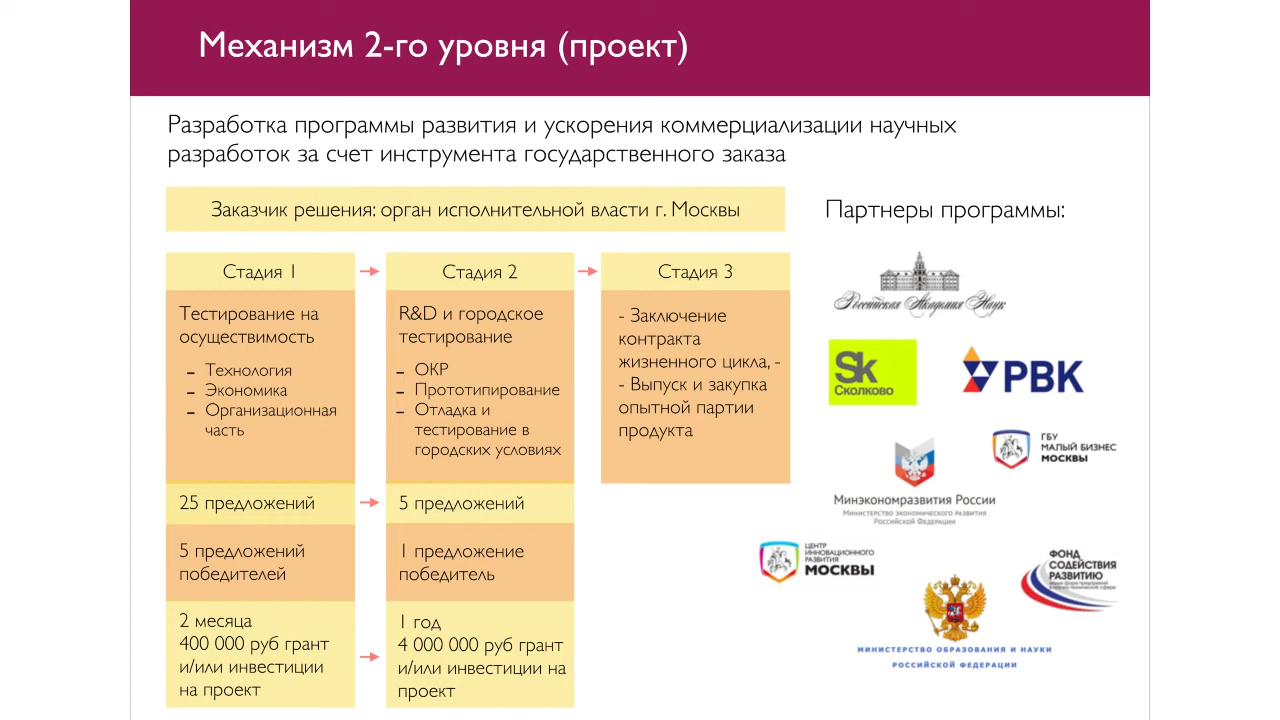 Механизм 2-го уровня (проект)
Разработка программы развития и ускорения коммерциализации научных
разработок за счет инструмента государственного заказа
Заказчик решения: орган исполнительной власти г. Москвы
Стадия 1
Тестирование на
осуществимость
- Технология
- Экономика
- Организационная
часть
25 предложений
5 предложений
победителей
2 месяца
400 000 руб грант
и/или инвестиции
на проект
Стадия 2
R&D и городское
тестирование
- ОКР
- Прототипирование
- Отладка и
тестирование в
городских условиях
5 предложений
1 предложение
победитель
1 год
4 000 000 руб грант
и/или инвестиции на
проект
Стадия 3
- Заключение
контракта
жизненного цикла, -
- Выпуск и закупка
опытной партии
продукта
Партнеры программы:
Российская Академия Наук
Sk
Сколково
РВК
ГБУ
МАЛЫЙ БИЗНЕС
МОСКВЫ
Минэкономразвития России
Министерство экономического развития
Российской Федерации
ЦЕНТР
ИННОВАЦИОННОГО
РАЗВИТИЯ
МОСКВЫ
ФОНД
СОДЕЙСТВИЯ
РАЗВИТИЮ
МИНИСТЕРСТВО ОБРАЗОВАНИЯ И НАУКИ
РОССИЙСКОЙ ФЕДЕРАЦИИ